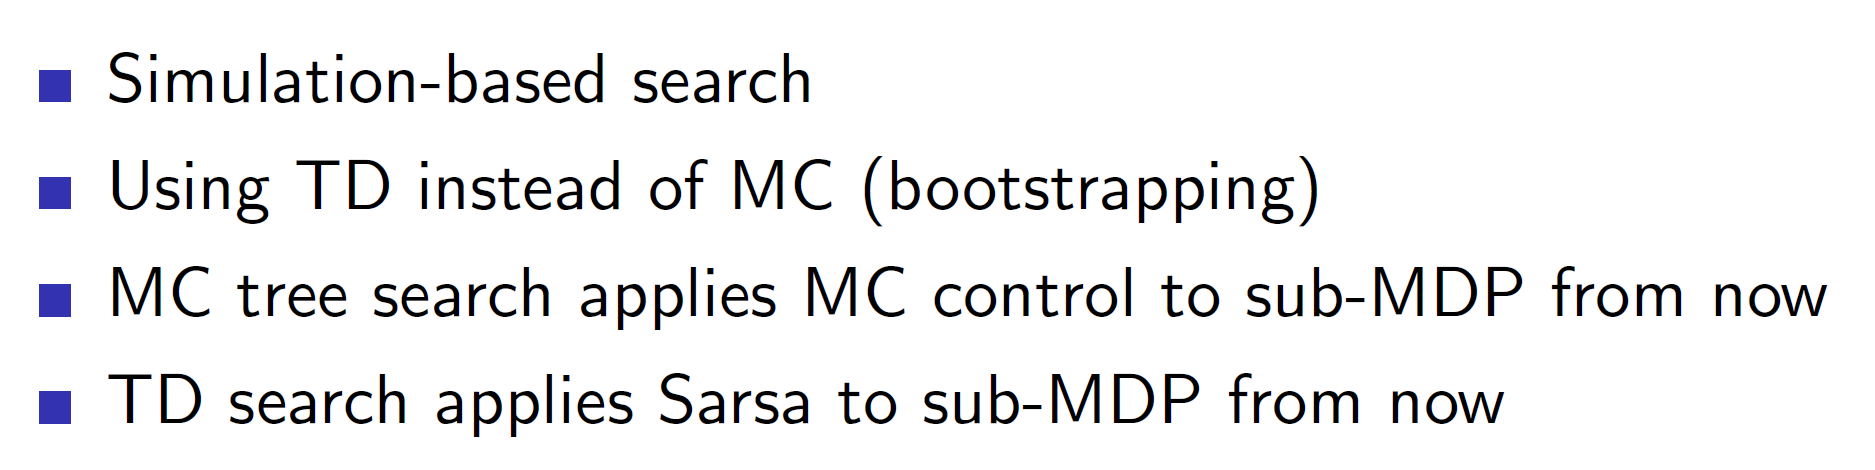 Simulation-based search
Using TD instead of MC (bootstrapping)
MC tree search applies MC control to sub-MDP from now
TD search applies Sarsa to sub-MDP from now